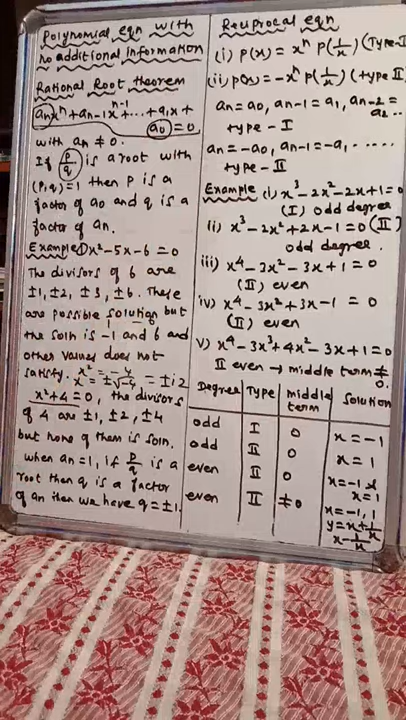 Polynomial eqn with
no additional information
Rational Root theorem
aₙxⁿ+aₙ₋₁xⁿ⁻¹+...+a₁x+
a₀=0
with aₙ ≠ 0.
If p/q is a root with
(p,q)=1 then p is a
factor of a₀ and q is a
factor of aₙ.
Example① x²-5x-6=0
The divisors of 6 are
±1,±2, ±3, ±6. These
are possible solution but
the soln is -1 and 6 and
other values does not
satisfy. x²=-4
x = ±√-4 = ±i2
x²+4=0, the divisors
of 4 are ±1, ±2, ±4
but none of them is soln.
when aₙ=1, if p/q is a
root then q is a factor
of aₙ then we have q=±1.
Reciprocal eqn
(i) P(x) = xⁿ P(1/x) (Type-I
(ii) P(x) = -xⁿ P(1/x) (type II)
aₙ=a₀, aₙ₋₁=a₁, aₙ₋₂=
a₂..
type - I
aₙ=-a₀, aₙ₋₁=-a₁.....
type - II
Example (i) x³-2x²-2x+1=0
(I) odd degree
(ii) x³-2x²+2x-1=0 (II)
odd degree.
iii) x⁴-3x³-3x+1=0
(II) even
iv) x⁴-3x³+3x-1 = 0
(II) even
v) x⁴-3x³+4x²-3x+1=0
II even → middle term ≠
0.
Degree Type middle term Solution
odd I 0 x=-1
odd II 0 x = 1
even II 0 x=-1 &
x=1
even II ≠0 x=-1,1
y=x+1/x
x-1/x